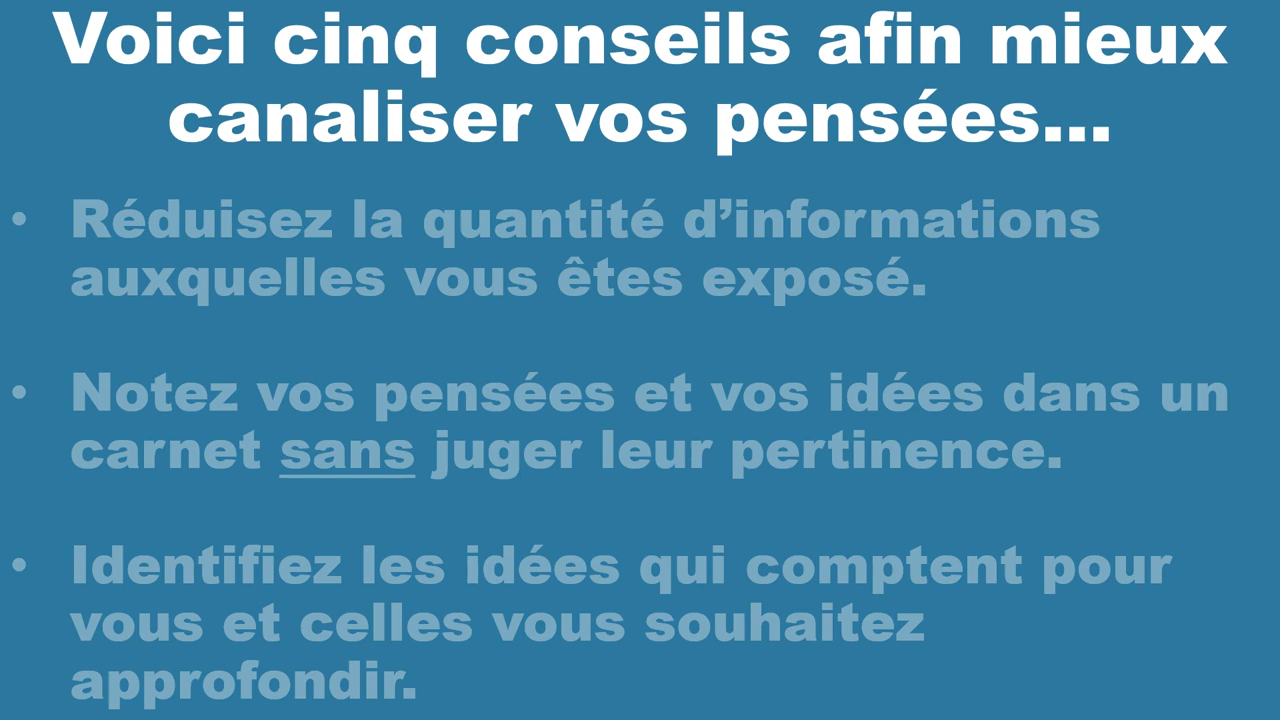 Voici cinq conseils afin mieux
canaliser vos pensées...
• Réduisez la quantité d’informations
auxquelles vous êtes exposé.
• Notez vos pensées et vos idées dans un
carnet sans juger leur pertinence.
• Identifiez les idées qui comptent pour
vous et celles vous souhaitez
approfondir.